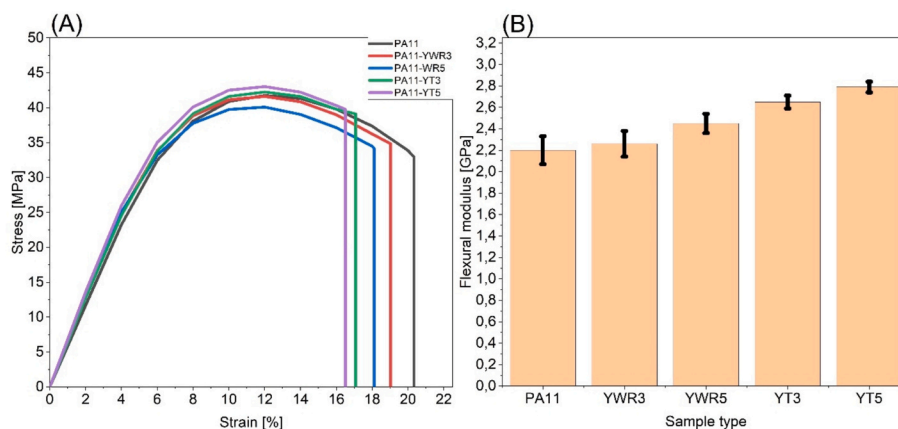 (A)
PA11
PA11-YWR3
PA11-WR5
PA11-YT3
PA11-YT5
Stress [MPa]
50
45
40
35
30
25
20
15
10
5
0
0 2 4 6 8 10 12 14 16 18 20 22
Strain [%]
(B)
Flexural modulus [GPa]
3,2
3,0
2,8
2,6
2,4
2,2
2,0
1,8
1,6
1,4
1,2
1,0
0,8
0,6
0,4
0,2
0,0
PA11 YWR3 YWR5 YT3 YT5
Sample type